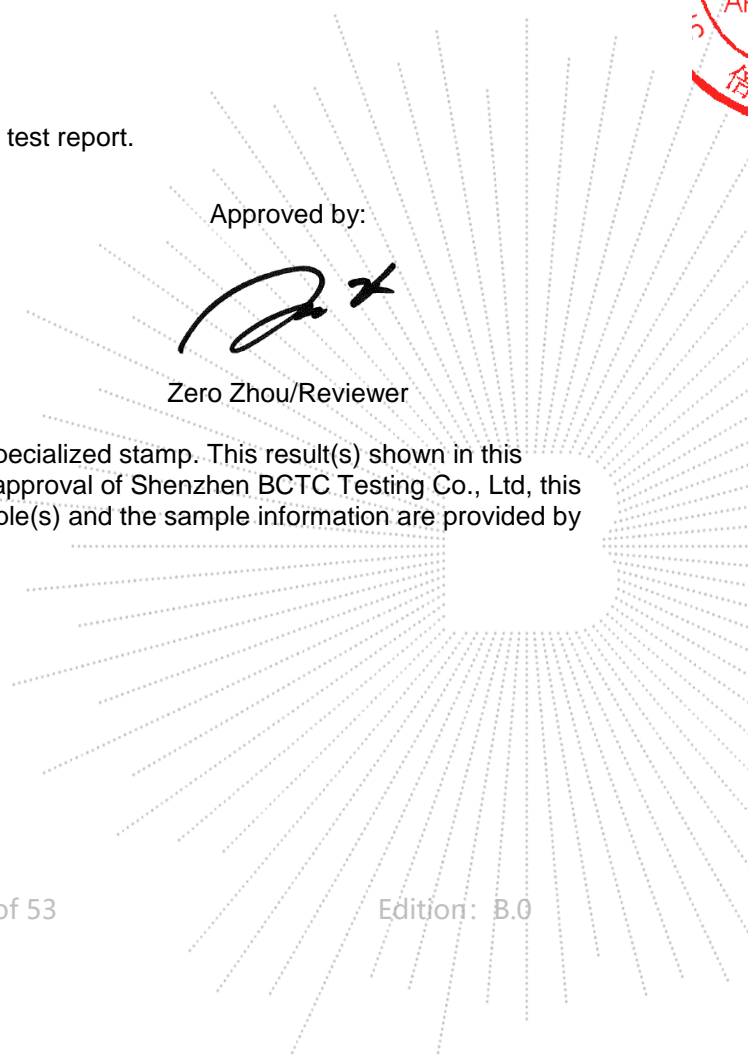 test report.
Approved by:
Zero Zhou/Reviewer
specialized stamp. This result(s) shown in this
approval of Shenzhen BCTC Testing Co., Ltd, this
ple(s) and the sample information are provided by
of 53 Edition: B.0